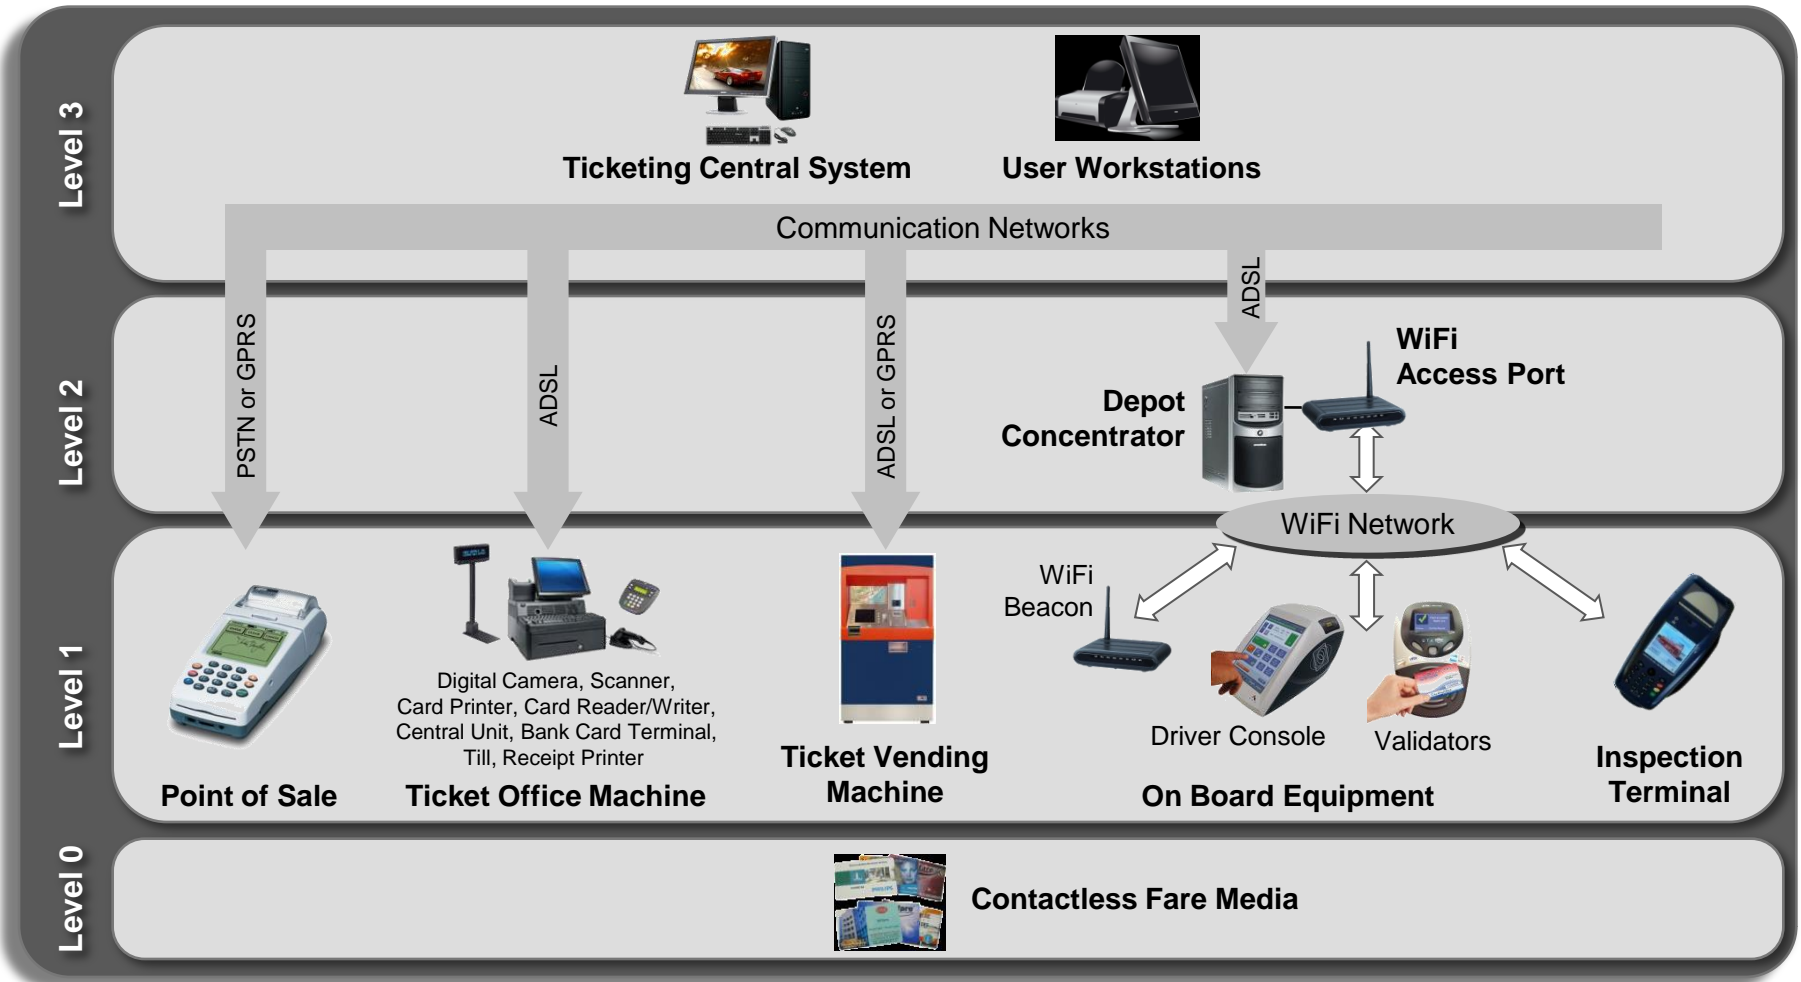 Level 3
Ticketing Central System
User Workstations
Communication Networks
Level 2
PSTN or GPRS
ADSL
ADSL or GPRS
ADSL
WiFi
Access Port
Depot
Concentrator
WiFi Network
Level 1
Point of Sale
Digital Camera, Scanner,
Card Printer, Card Reader/Writer,
Central Unit, Bank Card Terminal,
Till, Receipt Printer
Ticket Office Machine
Ticket Vending
Machine
WiFi
Beacon
Driver Console
Validators
On Board Equipment
Inspection
Terminal
Level 0
Contactless Fare Media